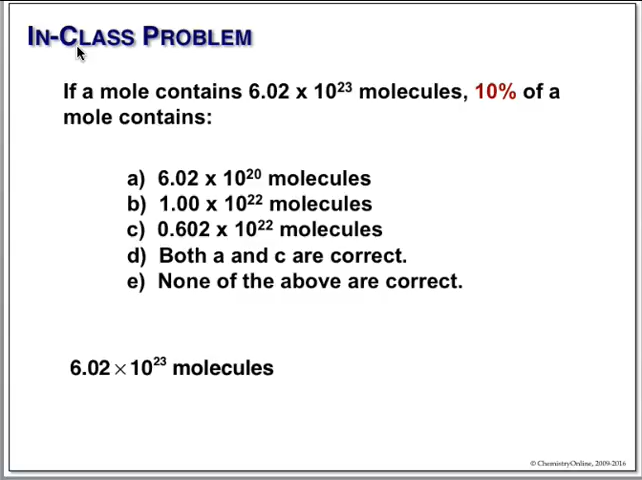 IN-CLASS PROBLEM
If a mole contains 6.02 x 10²³ molecules, 10% of a
mole contains:
a) 6.02 x 10²⁰ molecules
b) 1.00 x 10²² molecules
c) 0.602 x 10²² molecules
d) Both a and c are correct.
e) None of the above are correct.
6.02 × 10²³ molecules
© ChemistryOnline, 2009-2016